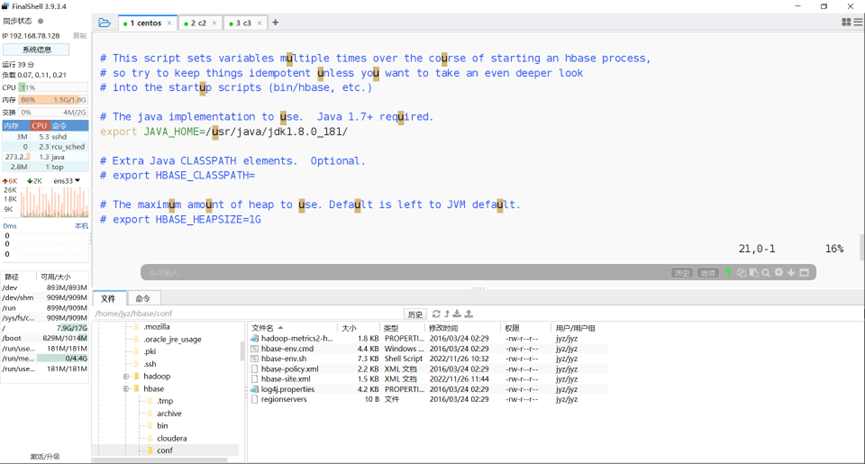 FinalShell 3.9.3.4
同步状态
IP 192.168.78.128 复制
系统信息
运行 39 分
负载 0.07, 0.11, 0.21
CPU 11%
内存 86% 1.5G/1.8G
交换 0% 4M/2G
内存 CPU 命令
3M 5.3 sshd
0 2.3 rcu_sched
273.2... 1.3 java
2.8M 1 top
6K 2K ens33
26K
18K
9K
0ms 本机
0
0
0
路径 可用/大小
/dev 893M/893M
/dev/shm 909M/909M
/run 899M/909M
/sys/fs/c... 909M/909M
/ 7.9G/17G
/boot 829M/1014M
/run/use... 181M/181M
/run/me... 0/4.4G
/run/use... 181M/181M
激活/升级
1 centos × 2 c2 × 3 c3 × +
# This script sets variables multiple times over the course of starting an hbase process,
# so try to keep things idempotent unless you want to take an even deeper look
# into the startup scripts (bin/hbase, etc.)
# The java implementation to use.  Java 1.7+ required.
export JAVA_HOME=/usr/java/jdk1.8.0_181/
# Extra Java CLASSPATH elements.  Optional.
# export HBASE_CLASSPATH=
# The maximum amount of heap to use. Default is left to JVM default.
# export HBASE_HEAPSIZE=1G
21,0-1 16%
命令输入 历史 选项
文件 命令
/home/jyz/hbase/conf 历史
.mozilla
.oracle_jre_usage
.pki
.ssh
hadoop
hbase
.tmp
archive
bin
cloudera
conf
文件名 大小 类型 修改时间 权限 用户/用户组
hadoop-metrics2-h... 1.8 KB PROPERTI... 2016/03/24 02:29 -rw-r--r-- jyz/jyz
hbase-env.cmd 4.4 KB Windows ... 2016/03/24 02:29 -rw-r--r-- jyz/jyz
hbase-env.sh 7.3 KB Shell Script 2022/11/26 10:32 -rw-r--r-- jyz/jyz
hbase-policy.xml 2.2 KB XML 文档 2016/03/24 02:29 -rw-r--r-- jyz/jyz
hbase-site.xml 1.5 KB XML 文档 2022/11/26 11:44 -rw-r--r-- jyz/jyz
log4j.properties 4.2 KB PROPERTI... 2016/03/24 02:29 -rw-r--r-- jyz/jyz
regionservers 10 B 文件 2016/03/24 02:29 -rw-r--r-- jyz/jyz